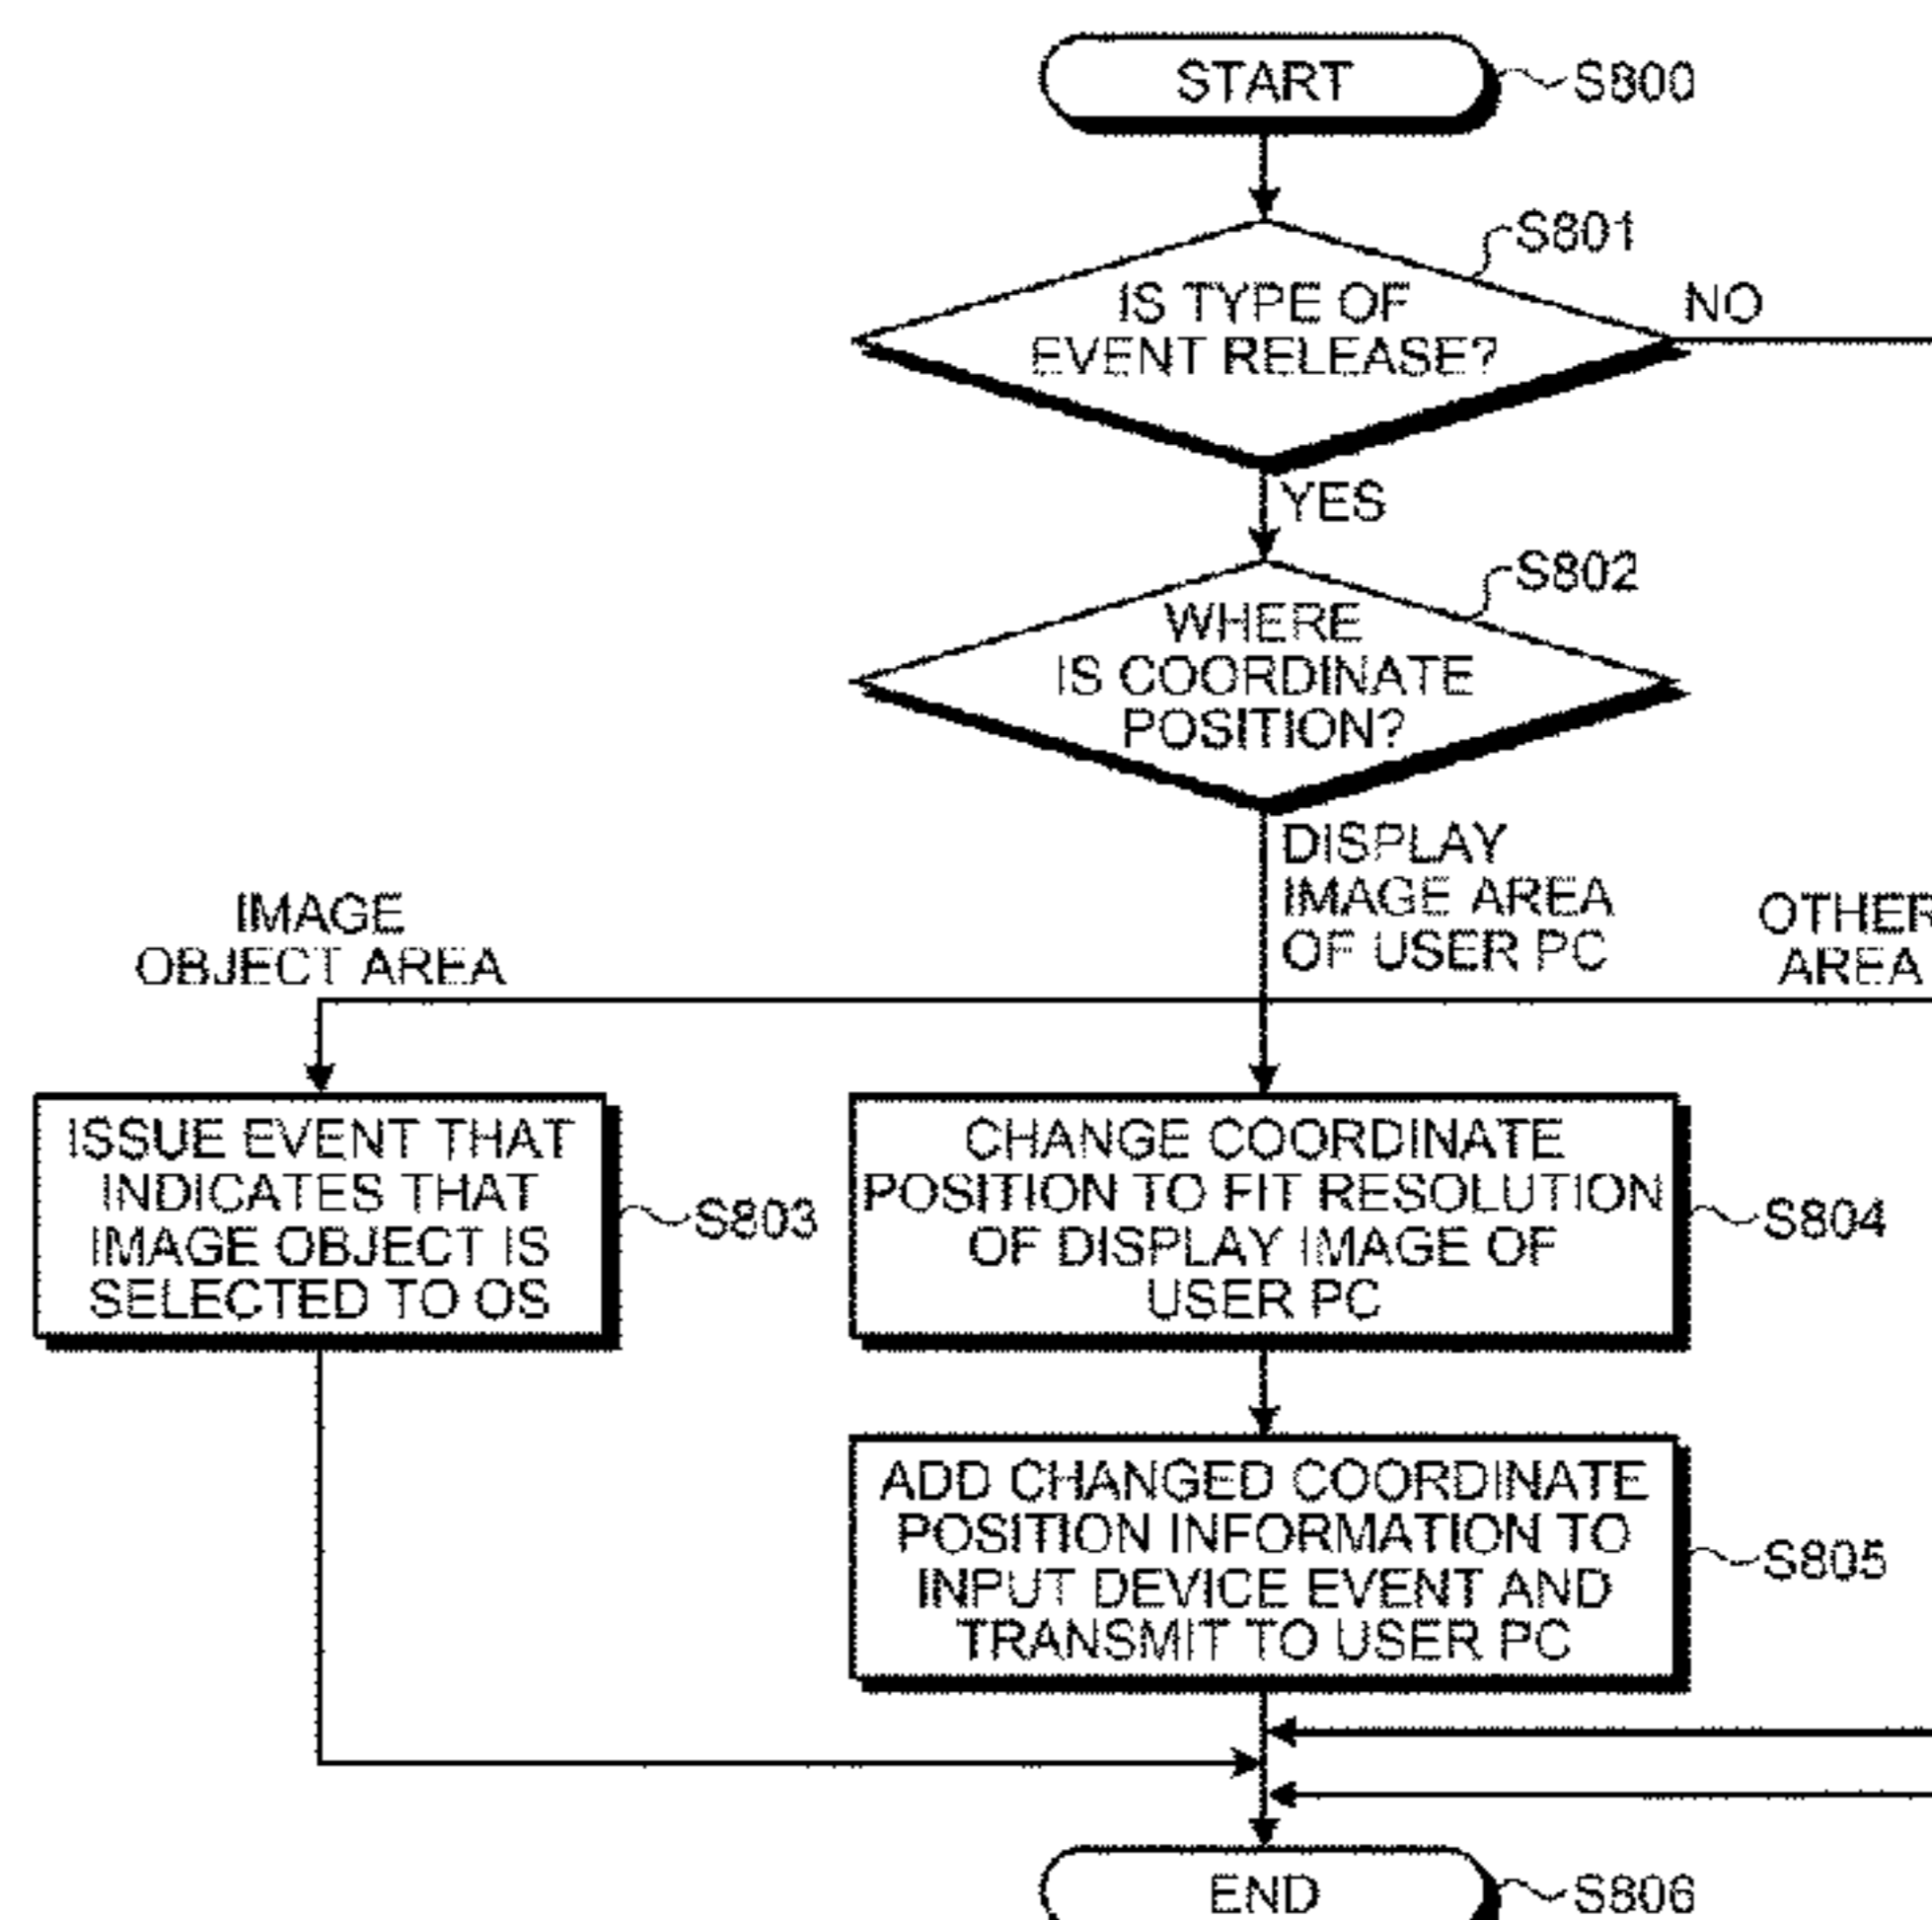 START
S800
S801
IS TYPE OF
EVENT RELEASE?
NO
YES
S802
WHERE
IS COORDINATE
POSITION?
DISPLAY
IMAGE AREA
OF USER PC
IMAGE
OBJECT AREA
OTHER
AREA
ISSUE EVENT THAT
INDICATES THAT
IMAGE OBJECT IS
SELECTED TO OS
S803
CHANGE COORDINATE
POSITION TO FIT RESOLUTION
OF DISPLAY IMAGE OF
USER PC
S804
ADD CHANGED COORDINATE
POSITION INFORMATION TO
INPUT DEVICE EVENT AND
TRANSMIT TO USER PC
S805
END
S806